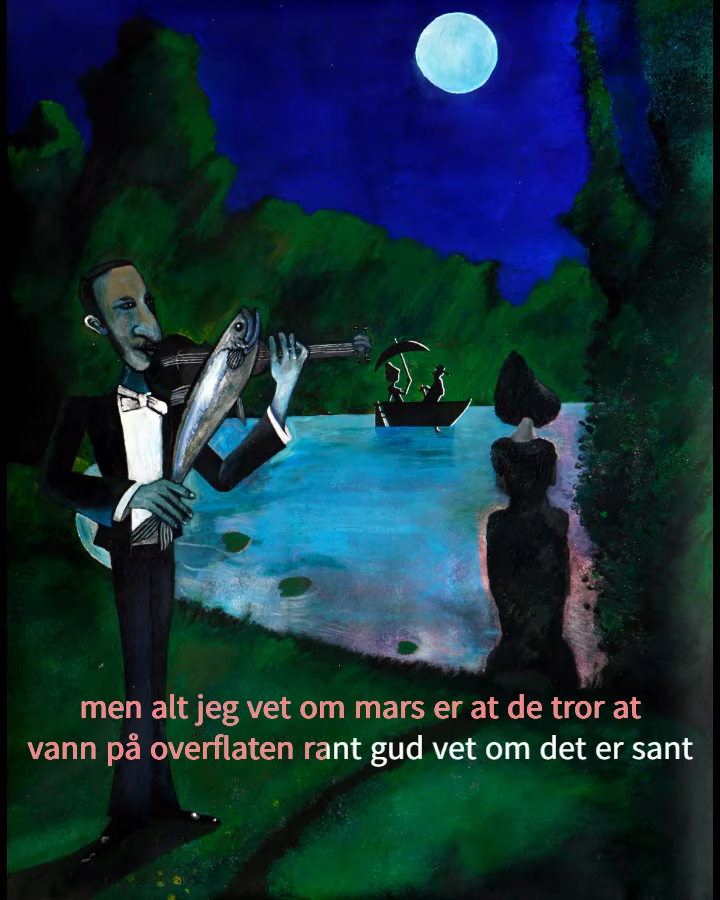 men alt jeg vet om mars er at de tror at
vann på overflaten rant gud vet om det er sant